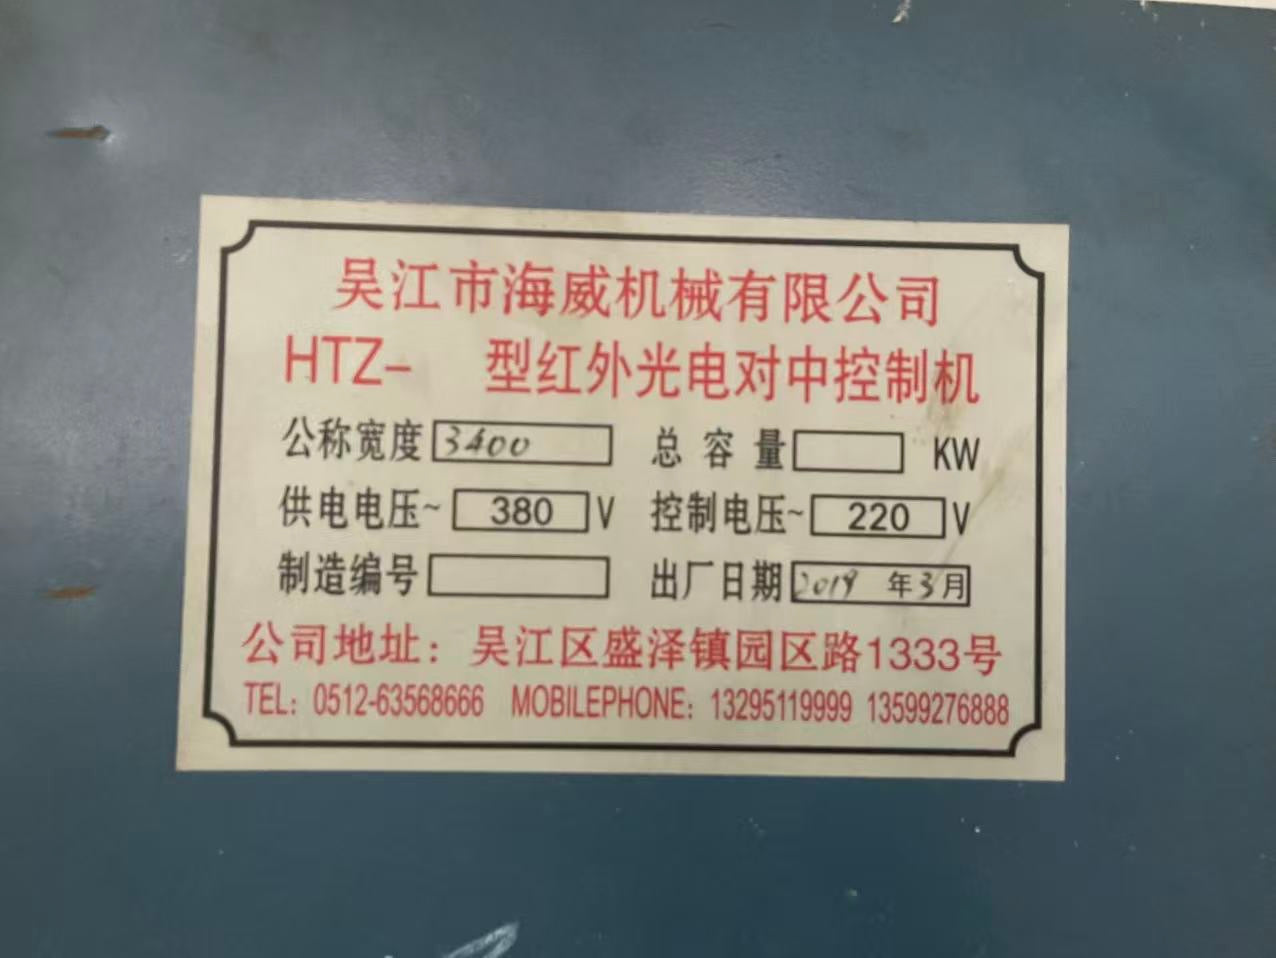 吴江市海威机械有限公司
HTZ- 型红外光电对中控制机
公称宽度 3400 总容量 KW
供电电压~ 380 V 控制电压~ 220 V
制造编号 出厂日期 2019 年 3 月
公司地址：吴江区盛泽镇园区路1333号
TEL: 0512-63568666 MOBILEPHONE: 13295119999 13599276888